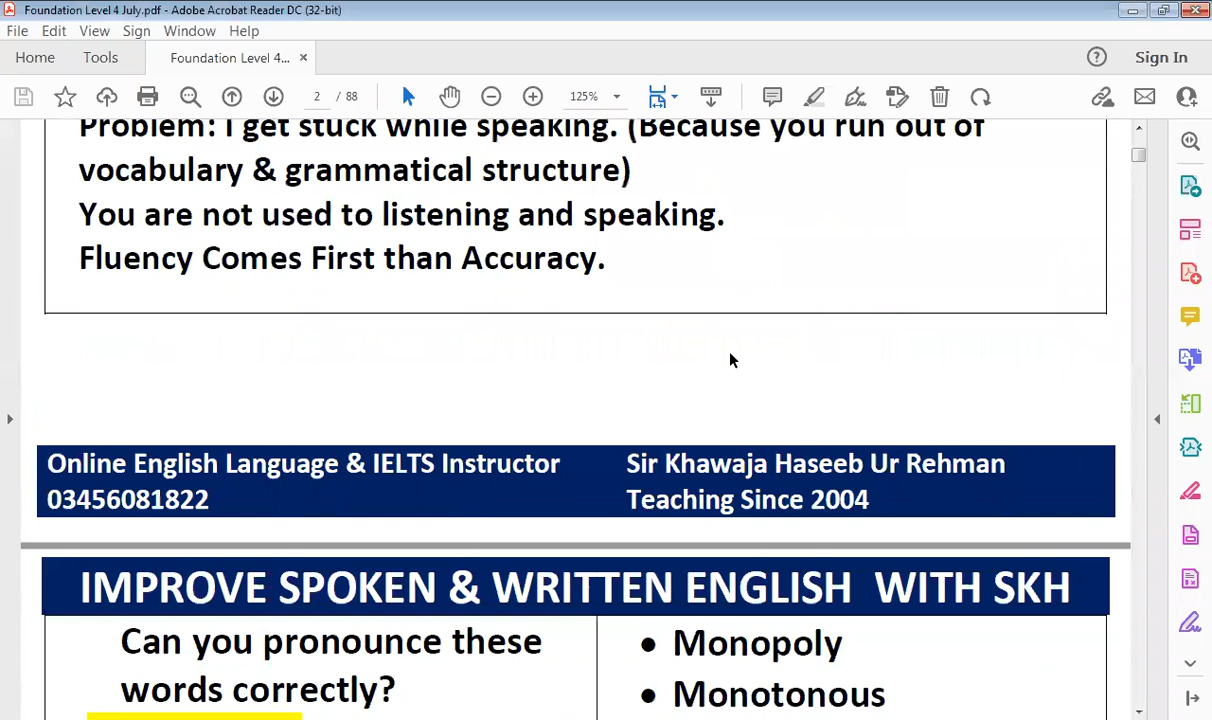 Foundation Level 4 July.pdf - Adobe Acrobat Reader DC (32-bit)
File Edit View Sign Window Help
Home Tools Foundation Level 4... × Sign In
2 / 88 125%
Problem: I get stuck while speaking. (Because you run out of
vocabulary & grammatical structure)
You are not used to listening and speaking.
Fluency Comes First than Accuracy.
Online English Language & IELTS Instructor Sir Khawaja Haseeb Ur Rehman
03456081822 Teaching Since 2004
IMPROVE SPOKEN & WRITTEN ENGLISH WITH SKH
Can you pronounce these • Monopoly
words correctly? • Monotonous